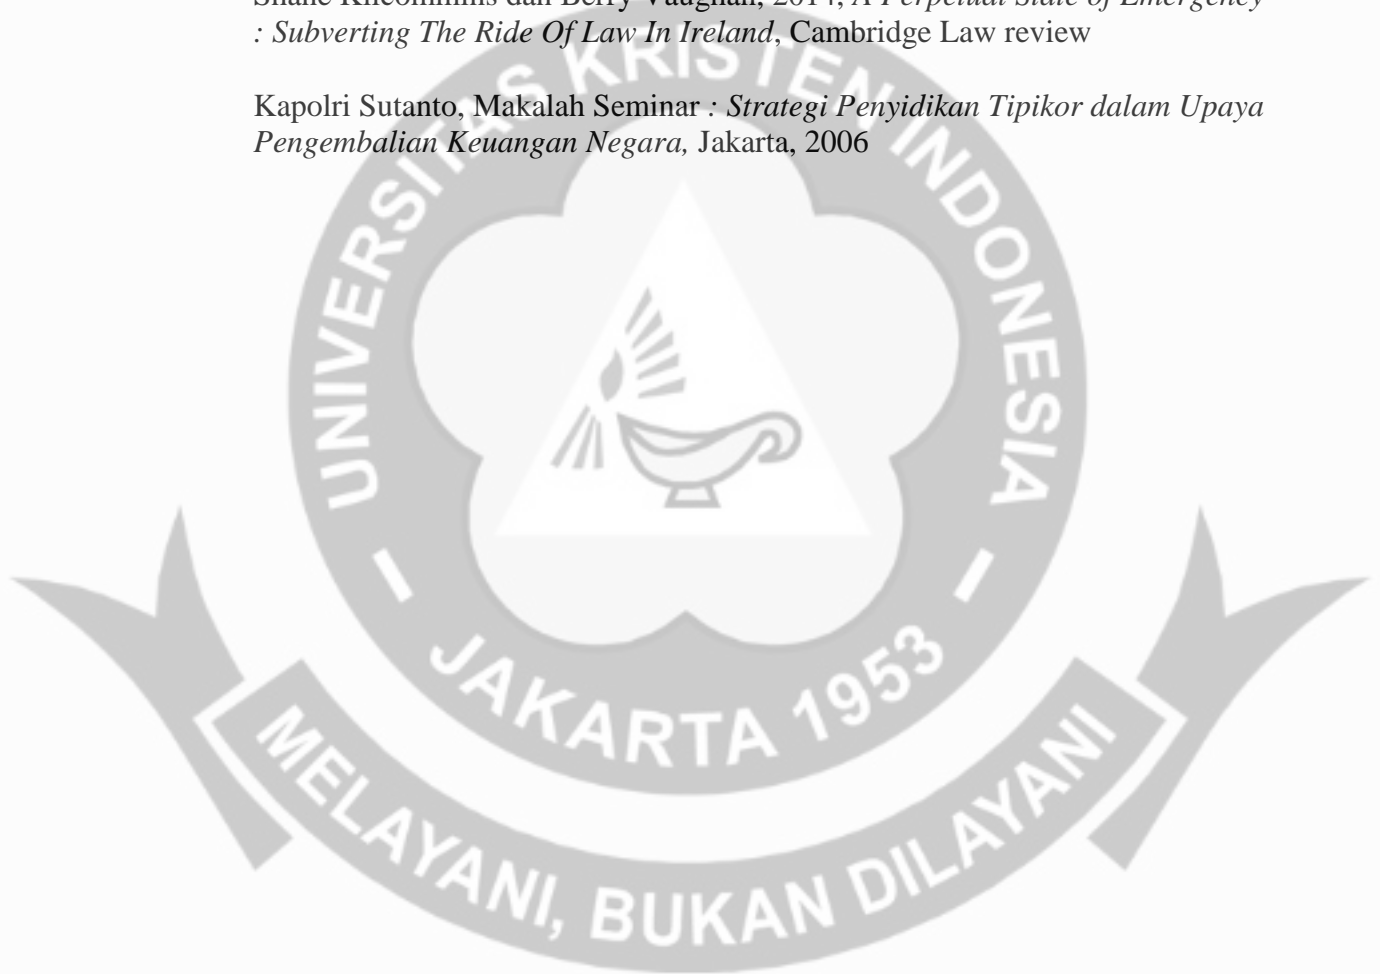 : Subverting The Ride Of Law In Ireland, Cambridge Law review
Kapolri Sutanto, Makalah Seminar : Strategi Penyidikan Tipikor dalam Upaya
Pengembalian Keuangan Negara, Jakarta, 2006
UNIVERSITAS KRISTEN INDONESIA
JAKARTA 1953
MELAYANI, BUKAN DILAYANI